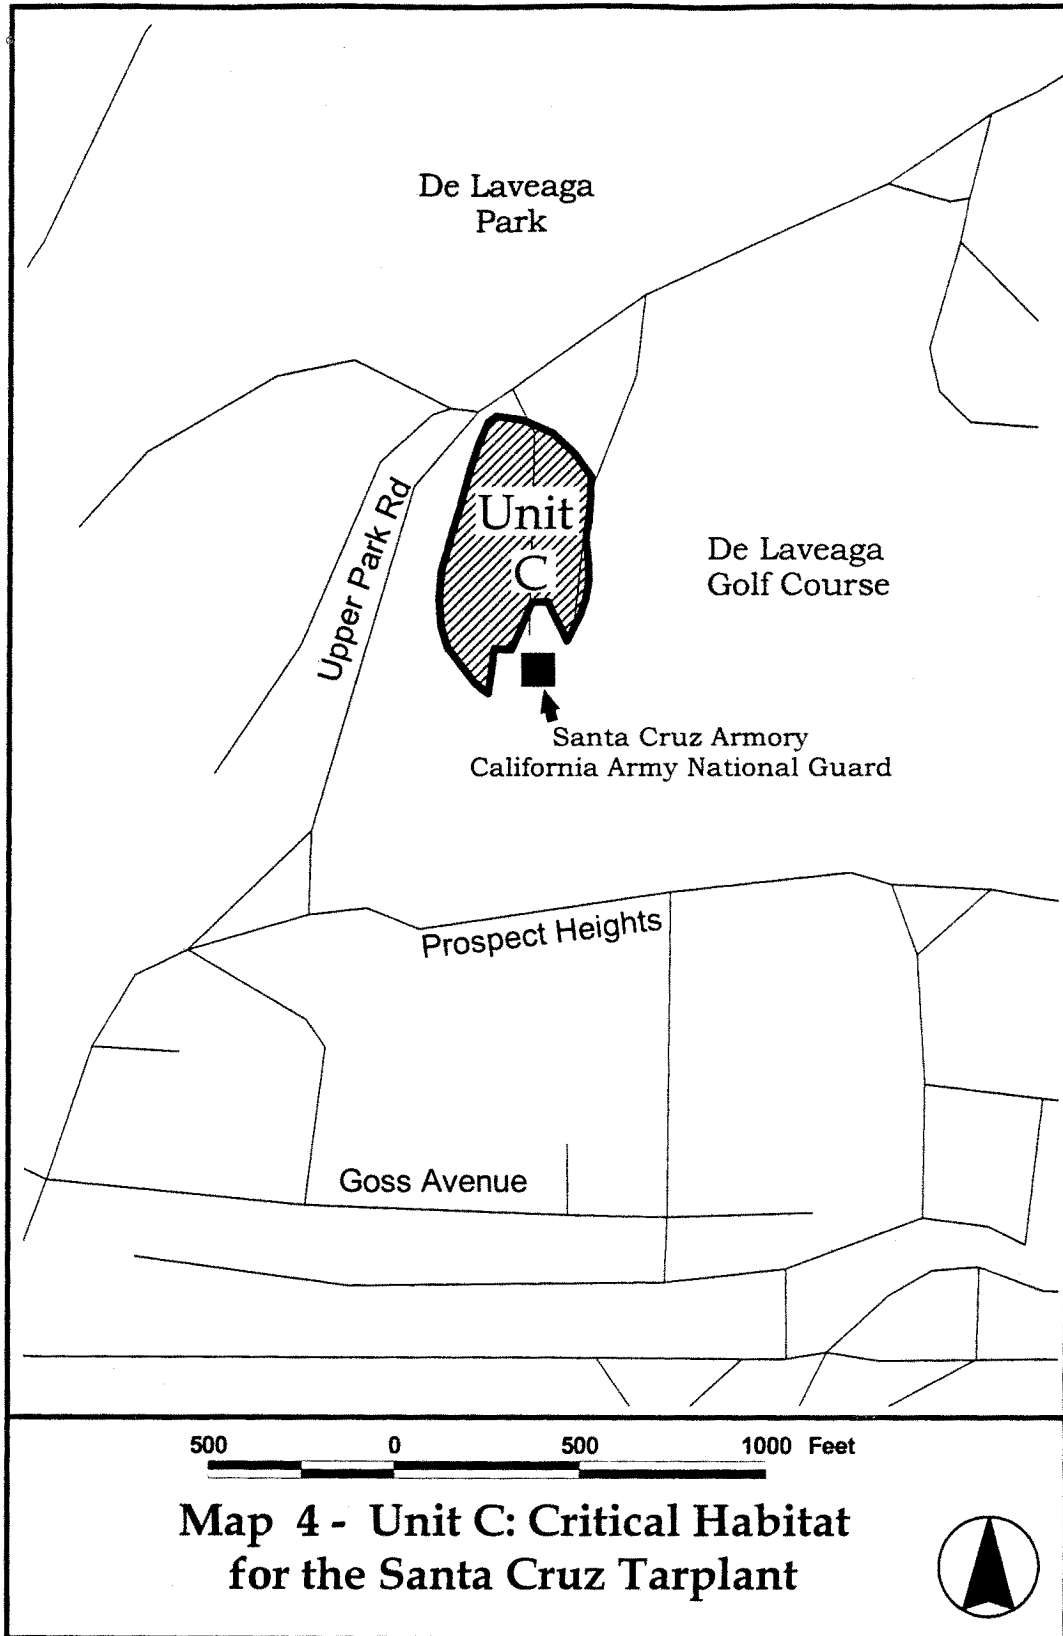 De Laveaga
Park
Upper Park Rd
Unit
C
De Laveaga
Golf Course
Santa Cruz Armory
California Army National Guard
Prospect Heights
Goss Avenue
500 0 500 1000 Feet
Map 4 - Unit C: Critical Habitat
for the Santa Cruz Tarplant